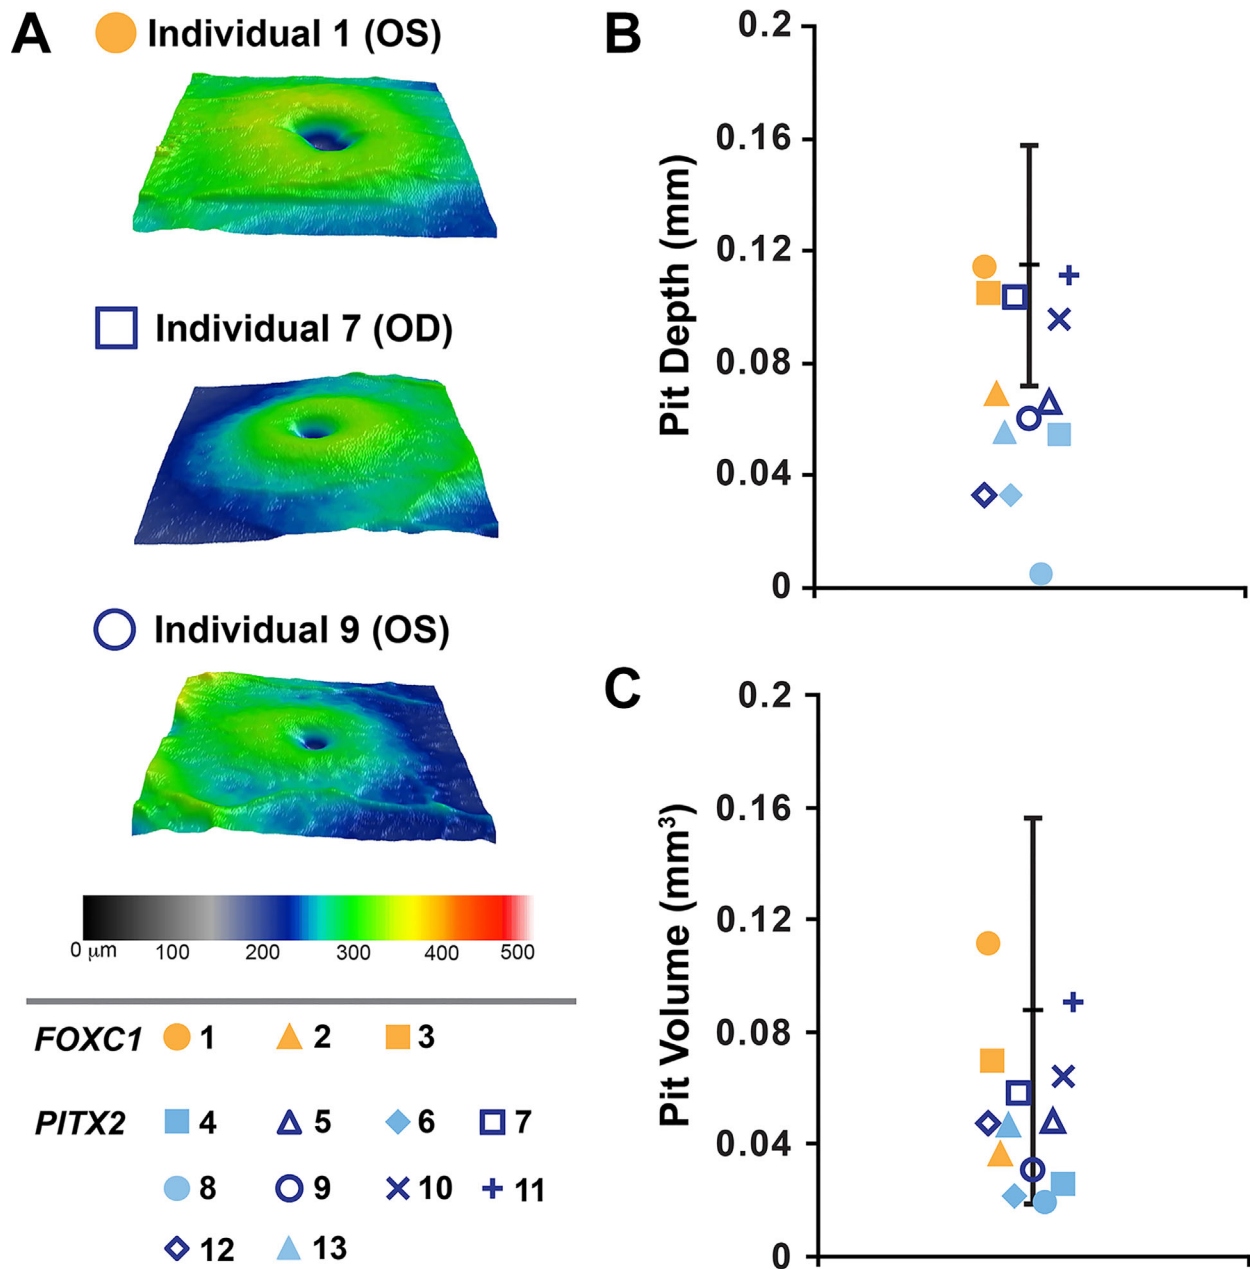 A
Individual 1 (OS)
Individual 7 (OD)
Individual 9 (OS)
0 μm 100 200 300 400 500
FOXC1 1 2 3
PITX2 4 5 6 7
8 9 10 11
12 13
B
Pit Depth (mm)
0.2
0.16
0.12
0.08
0.04
0
C
Pit Volume (mm³)
0.2
0.16
0.12
0.08
0.04
0